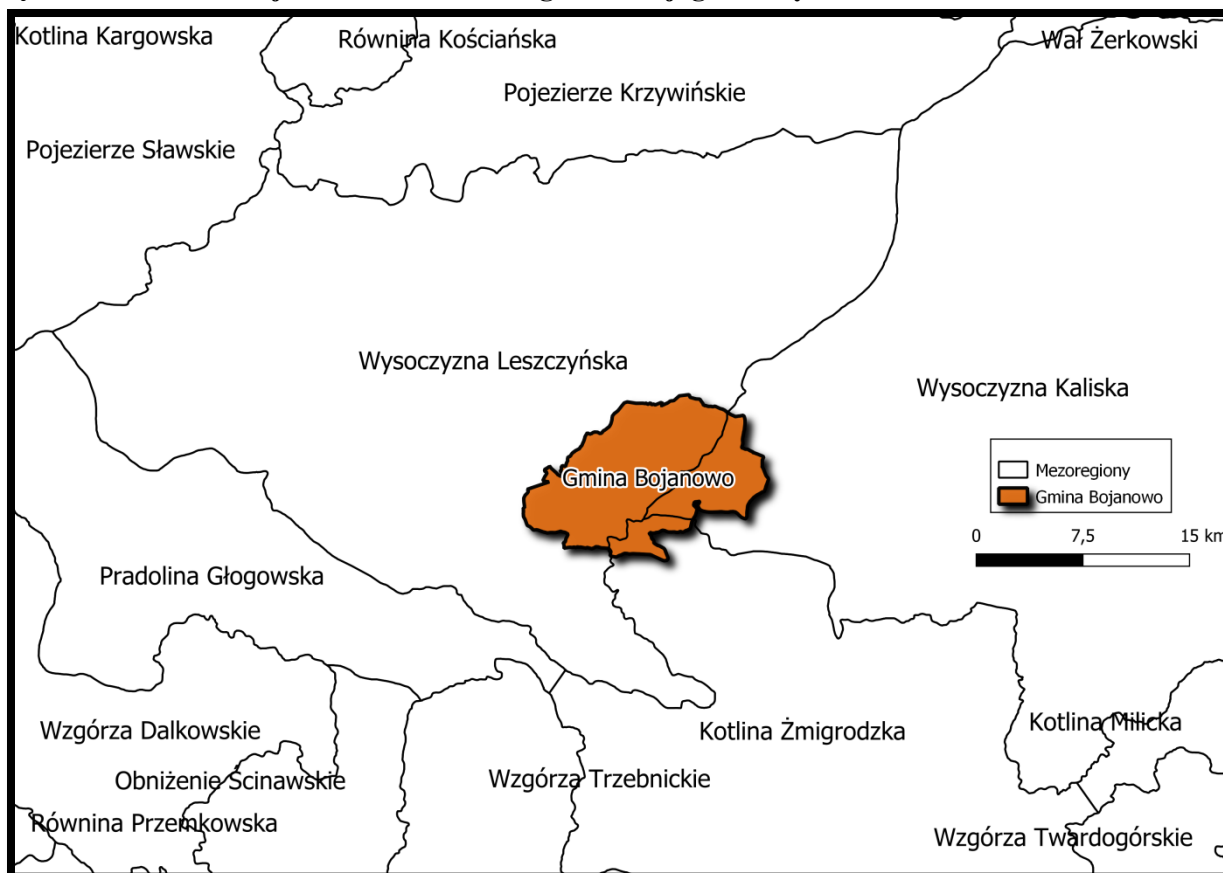 Kotlina Kargowska
Równina Kościańska
Wał Żerkowski
Pojezierze Krzywińskie
Pojezierze Sławskie
Wysoczyzna Leszczyńska
Wysoczyzna Kaliska
Mezoregiony
Gmina Bojanowo
Gmina Bojanowo
0 7,5 15 km
Pradolina Głogowska
Wzgórza Dalkowskie
Kotlina Żmigrodzka
Kotlina Milicka
Obniżenie Ścinawskie
Wzgórza Trzebnickie
Równina Przemkowska
Wzgórza Twardogórskie